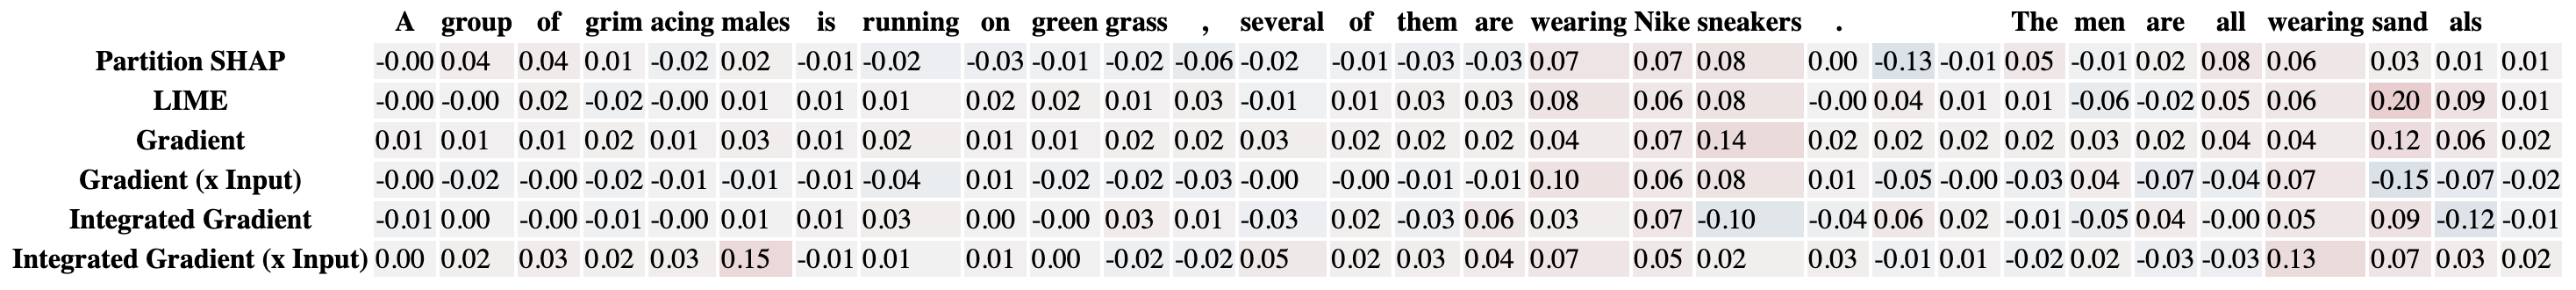 A group of grim acing males is running on green grass , several of them are wearing Nike sneakers . The men are all wearing sand als
Partition SHAP -0.00 0.04 0.04 0.01 -0.02 0.02 -0.01 -0.02 -0.03 -0.01 -0.02 -0.06 -0.02 -0.01 -0.03 -0.03 0.07 0.07 0.08 0.00 -0.13 -0.01 0.05 -0.01 0.02 0.08 0.06 0.03 0.01 0.01
LIME -0.00 -0.00 0.02 -0.02 -0.00 0.01 0.01 0.01 0.02 0.02 0.01 0.03 -0.01 0.01 0.03 0.03 0.08 0.06 0.08 -0.00 0.04 0.01 0.01 -0.06 -0.02 0.05 0.06 0.20 0.09 0.01
Gradient 0.01 0.01 0.01 0.02 0.01 0.03 0.01 0.02 0.01 0.01 0.02 0.02 0.03 0.02 0.02 0.02 0.04 0.07 0.14 0.02 0.02 0.02 0.02 0.03 0.02 0.04 0.04 0.12 0.06 0.02
Gradient (x Input) -0.00 -0.02 -0.00 -0.02 -0.01 -0.01 -0.01 -0.04 0.01 -0.02 -0.02 -0.03 -0.00 -0.00 -0.01 -0.01 0.10 0.06 0.08 0.01 -0.05 -0.00 -0.03 0.04 -0.07 -0.04 0.07 -0.15 -0.07 -0.02
Integrated Gradient -0.01 0.00 -0.00 -0.01 -0.00 0.01 0.01 0.03 0.00 -0.00 0.03 0.01 -0.03 0.02 -0.03 0.06 0.03 0.07 -0.10 -0.04 0.06 0.02 -0.01 -0.05 0.04 -0.00 0.05 0.09 -0.12 -0.01
Integrated Gradient (x Input) 0.00 0.02 0.03 0.02 0.03 0.15 -0.01 0.01 0.01 0.00 -0.02 -0.02 0.05 0.02 0.03 0.04 0.07 0.05 0.02 0.03 -0.01 0.01 -0.02 0.02 -0.03 -0.03 0.13 0.07 0.03 0.02